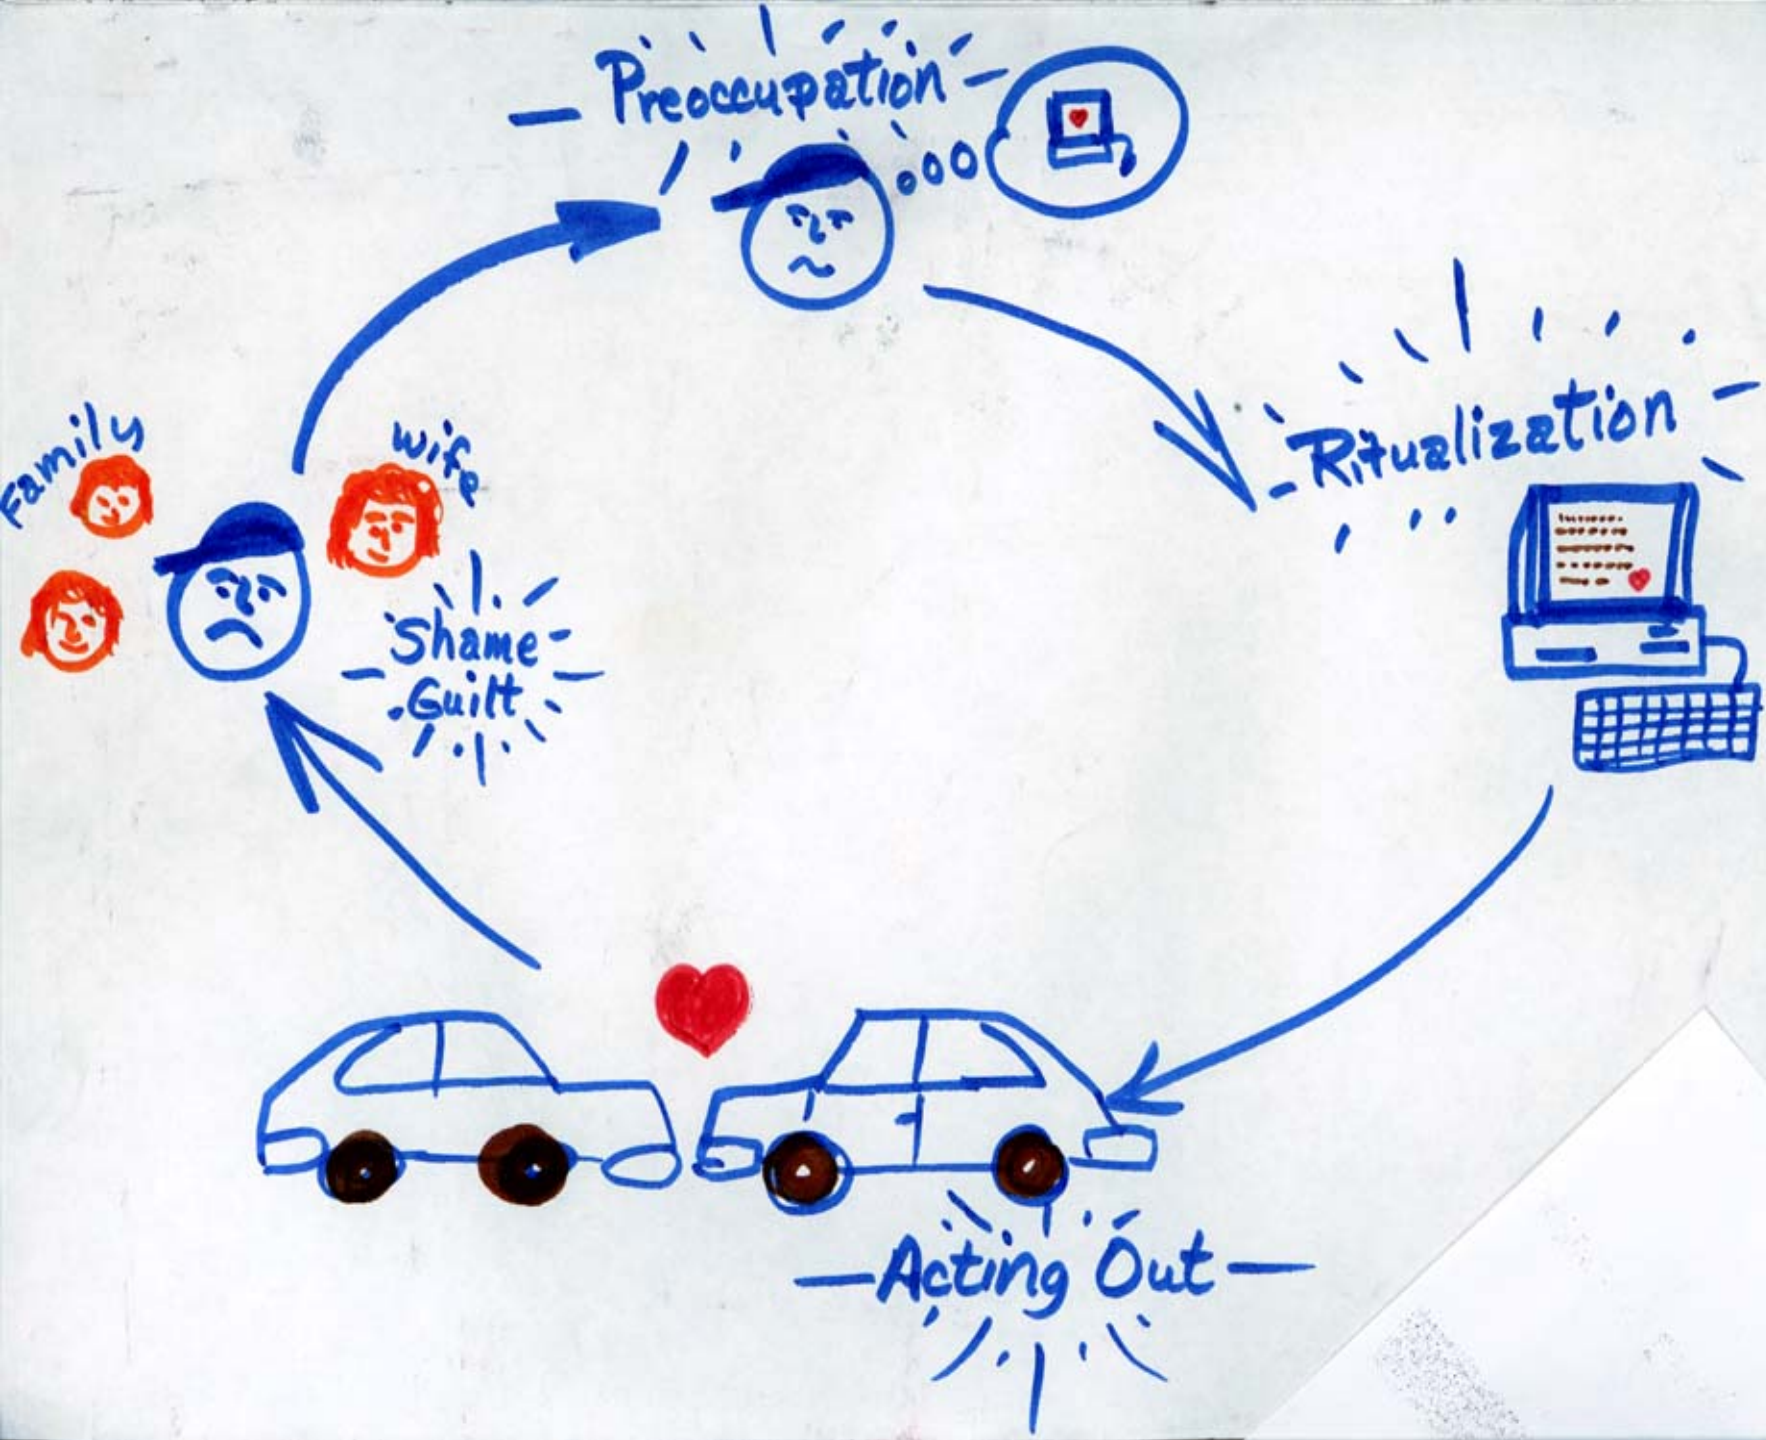 Preoccupation
Ritualization
Family
Wife
Shame
Guilt
Acting Out